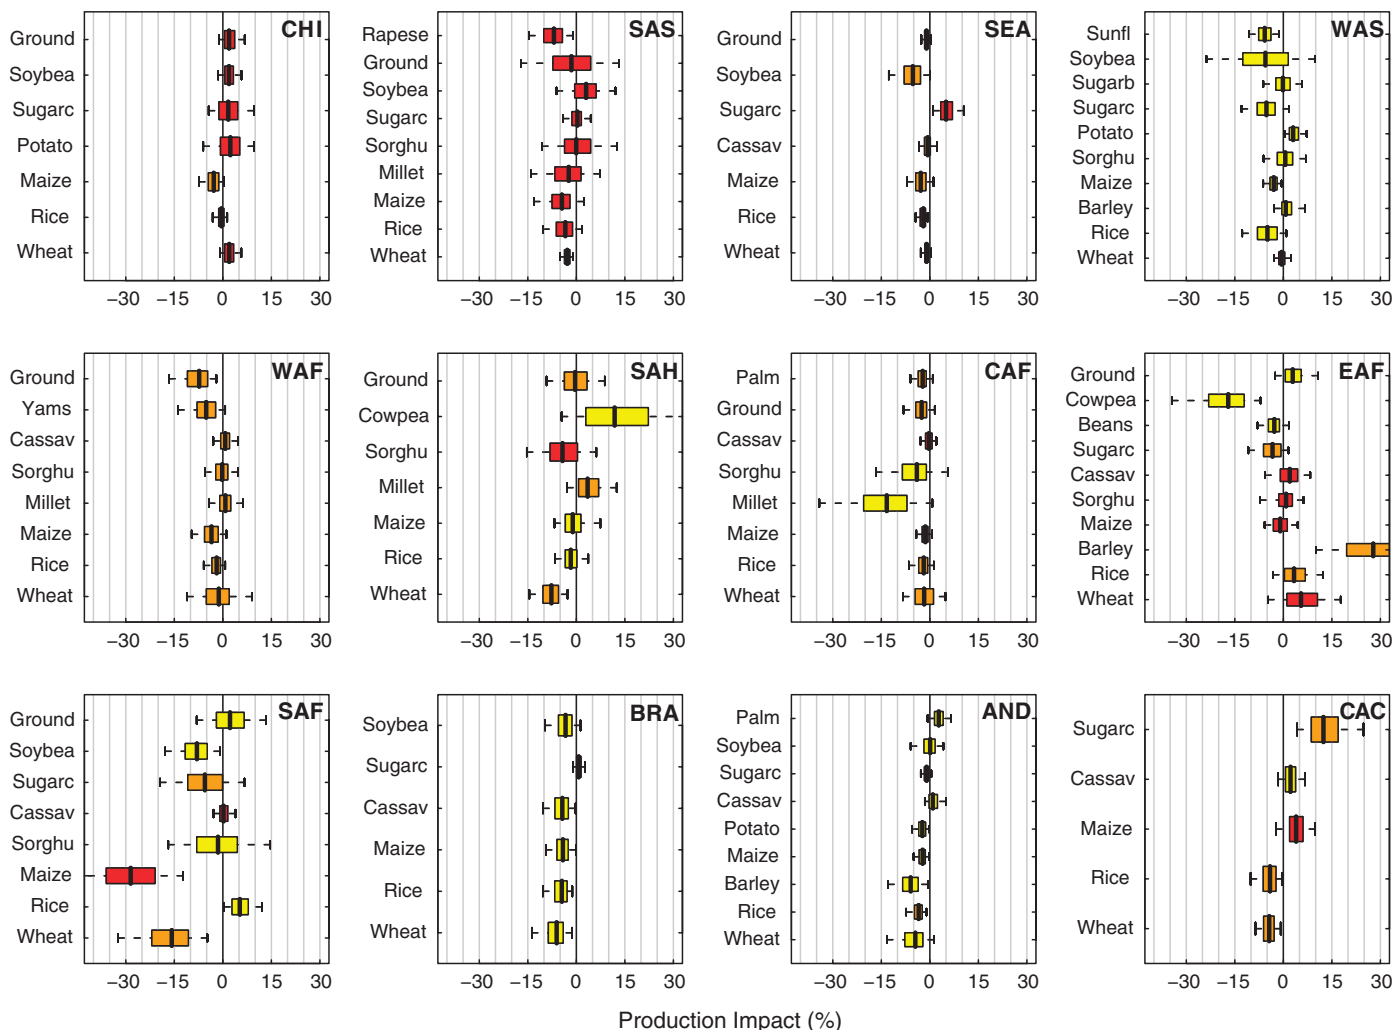 CHI
Ground
Soybea
Sugarc
Potato
Maize
Rice
Wheat
−30 −15 0 15 30
SAS
Rapese
Ground
Soybea
Sugarc
Sorghu
Millet
Maize
Rice
Wheat
−30 −15 0 15 30
SEA
Ground
Soybea
Sugarc
Cassav
Maize
Rice
Wheat
−30 −15 0 15 30
WAS
Sunfl
Soybea
Sugarb
Sugarc
Potato
Sorghu
Maize
Barley
Rice
Wheat
−30 −15 0 15 30
WAF
Ground
Yams
Cassav
Sorghu
Millet
Maize
Rice
Wheat
−30 −15 0 15 30
SAH
Ground
Cowpea
Sorghu
Millet
Maize
Rice
Wheat
−30 −15 0 15 30
CAF
Palm
Ground
Cassav
Sorghu
Millet
Maize
Rice
Wheat
−30 −15 0 15 30
EAF
Ground
Cowpea
Beans
Sugarc
Cassav
Sorghu
Maize
Barley
Rice
Wheat
−30 −15 0 15 30
SAF
Ground
Soybea
Sugarc
Cassav
Sorghu
Maize
Rice
Wheat
−30 −15 0 15 30
BRA
Soybea
Sugarc
Cassav
Maize
Rice
Wheat
−30 −15 0 15 30
AND
Palm
Soybea
Sugarc
Cassav
Potato
Maize
Barley
Rice
Wheat
−30 −15 0 15 30
CAC
Sugarc
Cassav
Maize
Rice
Wheat
−30 −15 0 15 30
Production Impact (%)